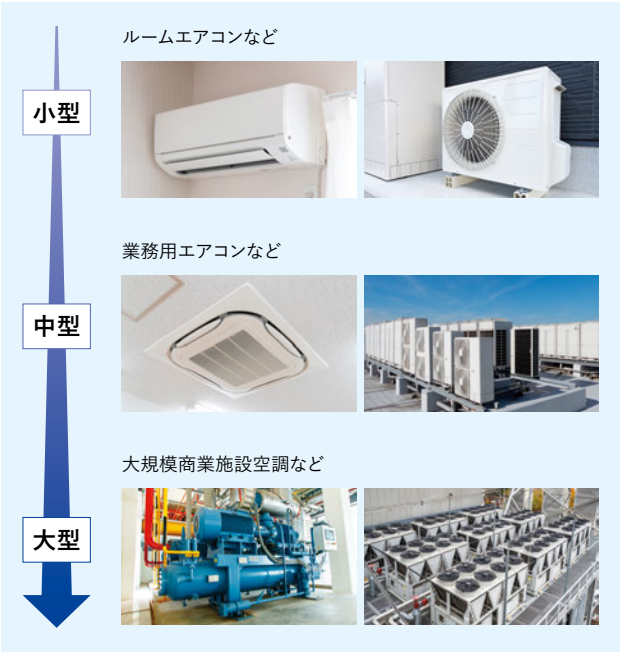 ルームエアコンなど
小型
業務用エアコンなど
中型
大規模商業施設空調など
大型